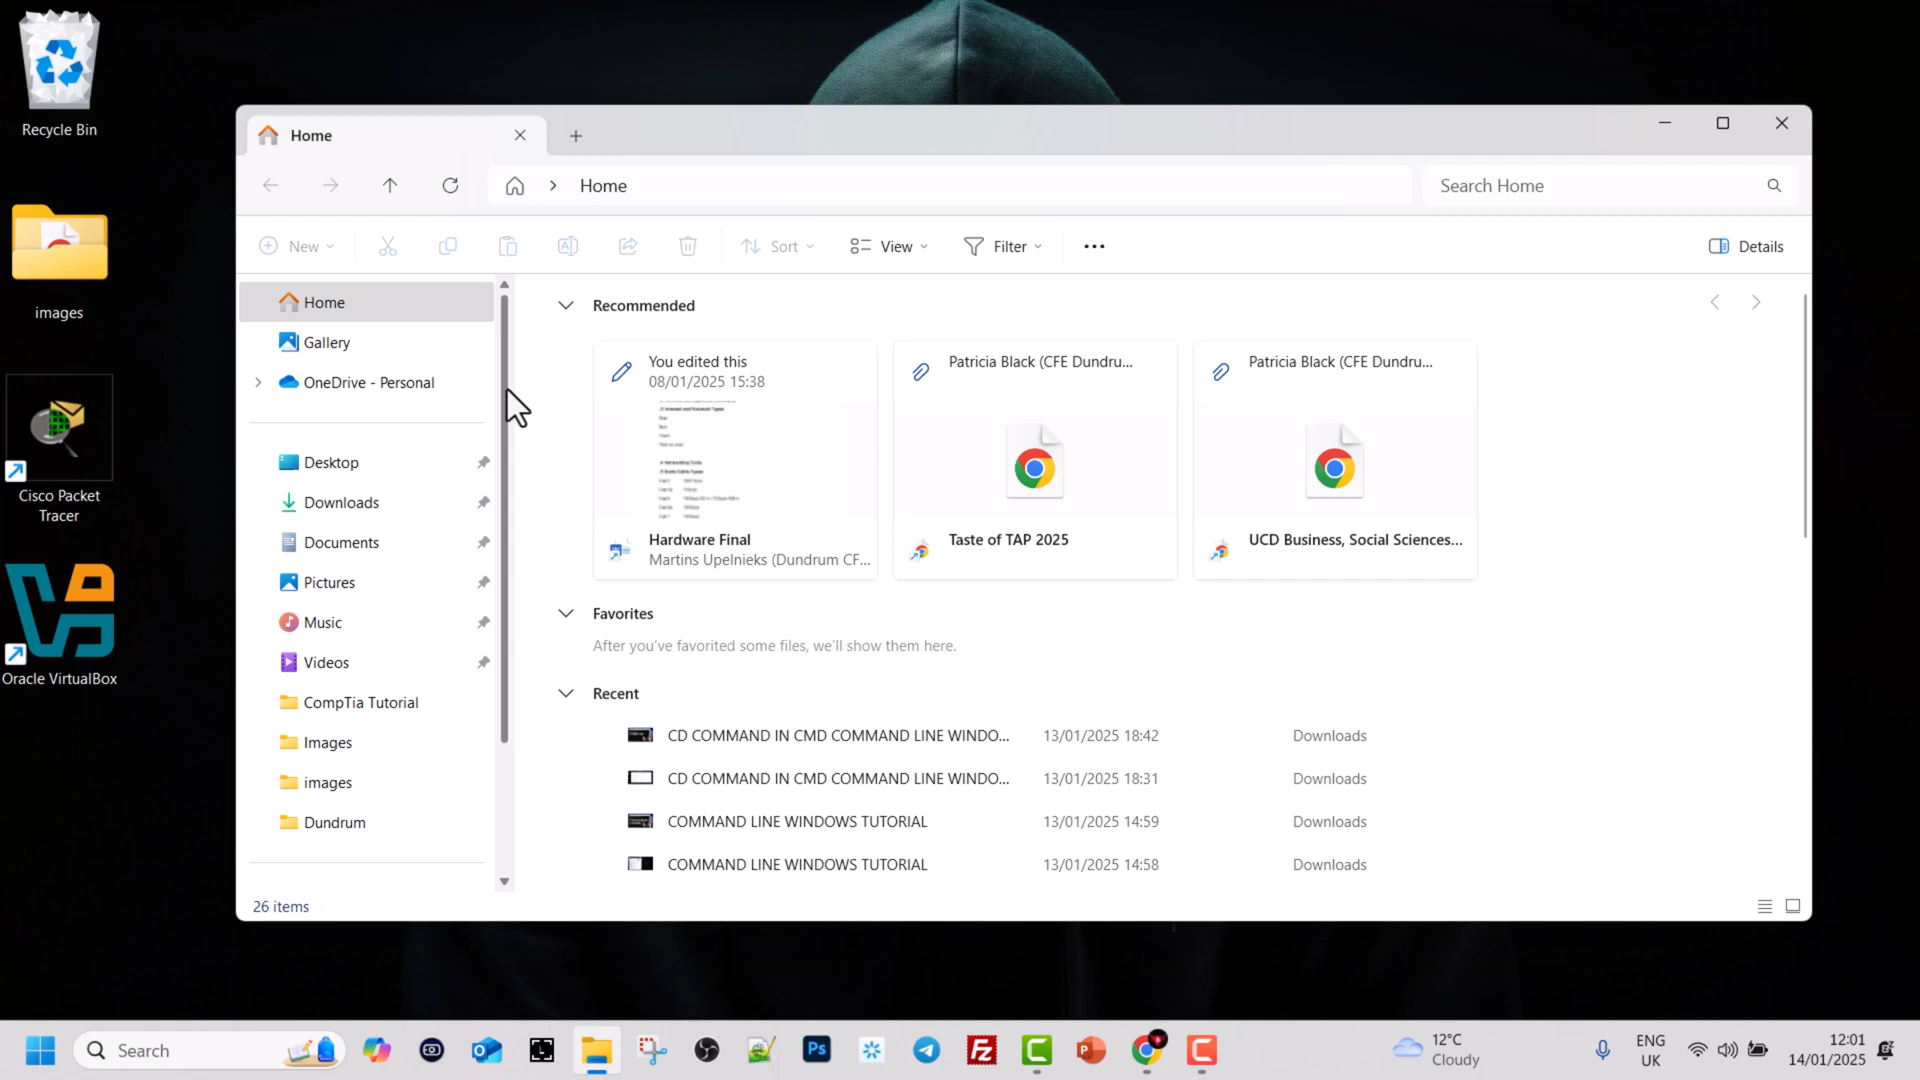 Recycle Bin
images
Cisco Packet
Tracer
Oracle VirtualBox
Home
Home
Search Home
New
Sort
View
Filter
Details
Home
Gallery
OneDrive - Personal
Desktop
Downloads
Documents
Pictures
Music
Videos
CompTia Tutorial
Images
images
Dundrum
Recommended
You edited this
08/01/2025 15:38
Hardware Final
Martins Upelnieks (Dundrum CF...
Patricia Black (CFE Dundru...
Taste of TAP 2025
Patricia Black (CFE Dundru...
UCD Business, Social Sciences...
Favorites
After you've favorited some files, we'll show them here.
Recent
CD COMMAND IN CMD COMMAND LINE WINDO... 13/01/2025 18:42 Downloads
CD COMMAND IN CMD COMMAND LINE WINDO... 13/01/2025 18:31 Downloads
COMMAND LINE WINDOWS TUTORIAL 13/01/2025 14:59 Downloads
COMMAND LINE WINDOWS TUTORIAL 13/01/2025 14:58 Downloads
26 items
Search
Ps
Fz
12°C
Cloudy
ENG
UK
12:01
14/01/2025